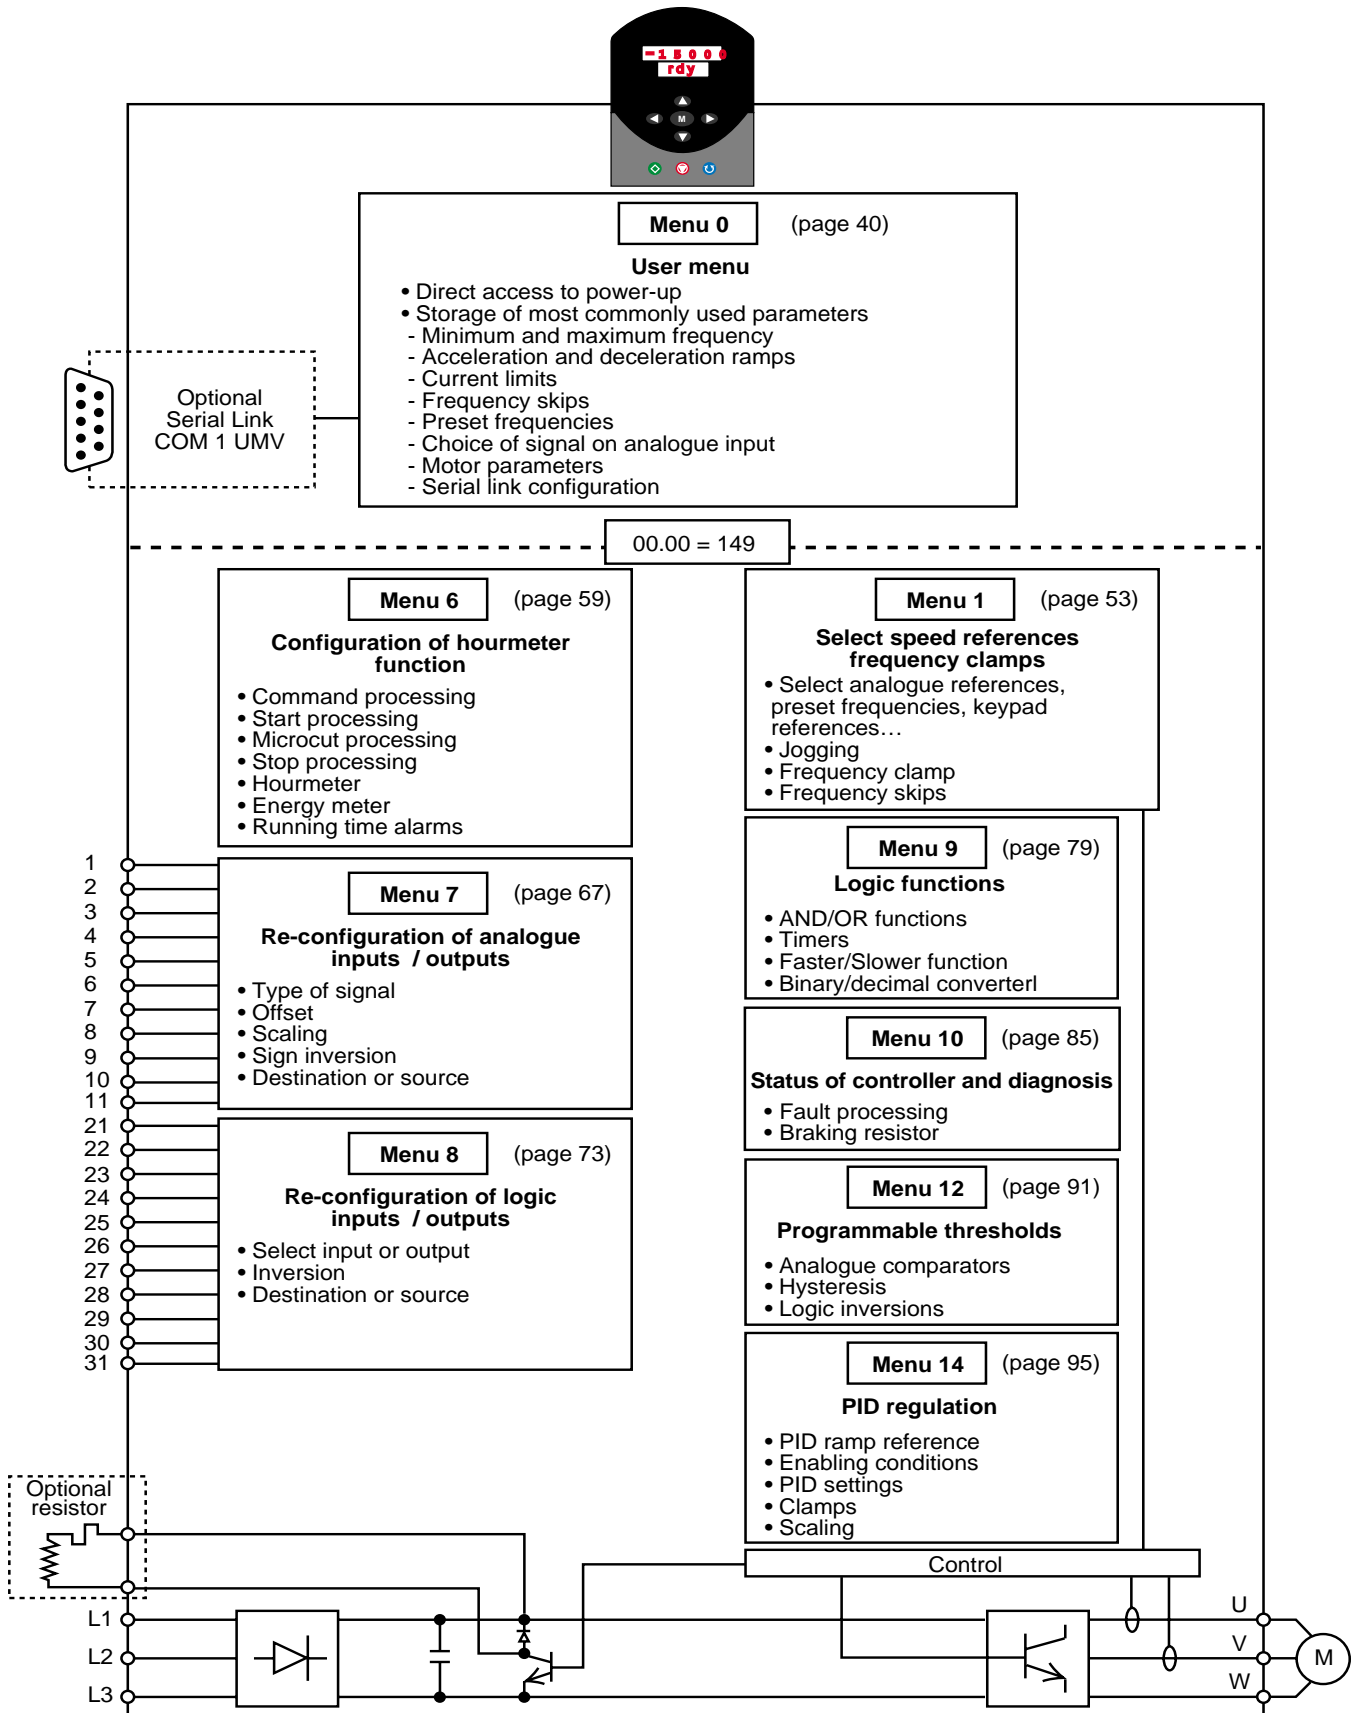 -15000
rdy
M
Menu 0 (page 40)
User menu
• Direct access to power-up
• Storage of most commonly used parameters
- Minimum and maximum frequency
- Acceleration and deceleration ramps
- Current limits
- Frequency skips
- Preset frequencies
- Choice of signal on analogue input
- Motor parameters
- Serial link configuration
Optional
Serial Link
COM 1 UMV
00.00 = 149
Menu 6 (page 59)
Configuration of hourmeter
function
• Command processing
• Start processing
• Microcut processing
• Stop processing
• Hourmeter
• Energy meter
• Running time alarms
Menu 1 (page 53)
Select speed references
frequency clamps
• Select analogue references,
preset frequencies, keypad
references…
• Jogging
• Frequency clamp
• Frequency skips
1
2
3
4
5
6
7
8
9
10
11
Menu 7 (page 67)
Re-configuration of analogue
inputs / outputs
• Type of signal
• Offset
• Scaling
• Sign inversion
• Destination or source
Menu 9 (page 79)
Logic functions
• AND/OR functions
• Timers
• Faster/Slower function
• Binary/decimal converterl
Menu 10 (page 85)
Status of controller and diagnosis
• Fault processing
• Braking resistor
21
22
23
24
25
26
27
28
29
30
31
Menu 8 (page 73)
Re-configuration of logic
inputs / outputs
• Select input or output
• Inversion
• Destination or source
Menu 12 (page 91)
Programmable thresholds
• Analogue comparators
• Hysteresis
• Logic inversions
Menu 14 (page 95)
PID regulation
• PID ramp reference
• Enabling conditions
• PID settings
• Clamps
• Scaling
Optional
resistor
Control
L1
L2
L3
U
V
W
M